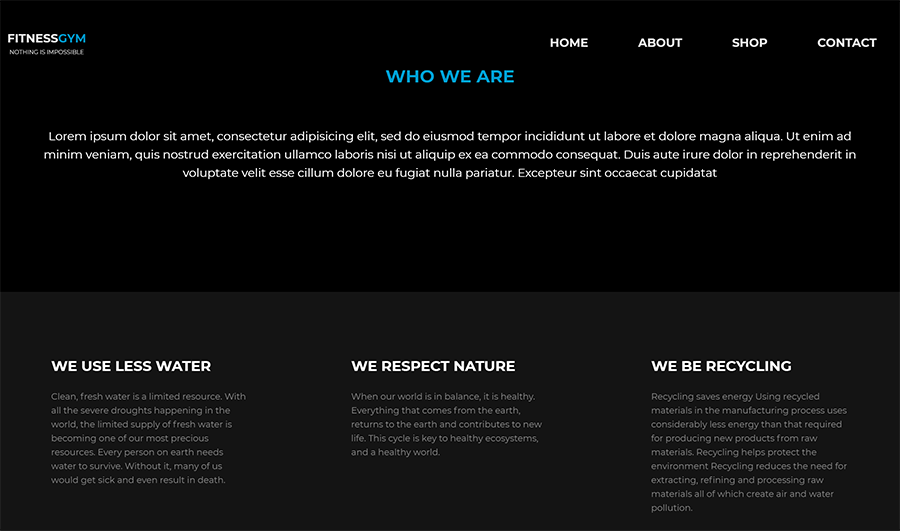 FITNESSGYM
NOTHING IS IMPOSSIBLE
HOME ABOUT SHOP CONTACT
WHO WE ARE
Lorem ipsum dolor sit amet, consectetur adipisicing elit, sed do eiusmod tempor incididunt ut labore et dolore magna aliqua. Ut enim ad
minim veniam, quis nostrud exercitation ullamco laboris nisi ut aliquip ex ea commodo consequat. Duis aute irure dolor in reprehenderit in
voluptate velit esse cillum dolore eu fugiat nulla pariatur. Excepteur sint occaecat cupidatat
WE USE LESS WATER
Clean, fresh water is a limited resource. With
all the severe droughts happening in the
world, the limited supply of fresh water is
becoming one of our most precious
resources. Every person on earth needs
water to survive. Without it, many of us
would get sick and even result in death.
WE RESPECT NATURE
When our world is in balance, it is healthy.
Everything that comes from the earth,
returns to the earth and contributes to new
life. This cycle is key to healthy ecosystems,
and a healthy world.
WE BE RECYCLING
Recycling saves energy Using recycled
materials in the manufacturing process uses
considerably less energy than that required
for producing new products from raw
materials. Recycling helps protect the
environment Recycling reduces the need for
extracting, refining and processing raw
materials all of which create air and water
pollution.